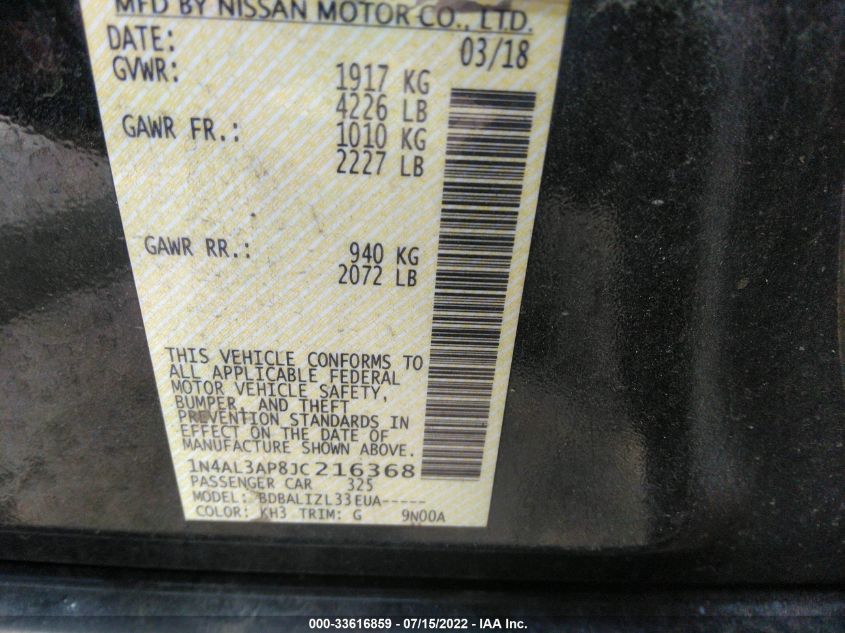 MFD BY NISSAN MOTOR CO., LTD.
DATE: 03/18
GVWR: 1917 KG
4226 LB
GAWR FR.: 1010 KG
2227 LB
GAWR RR.: 940 KG
2072 LB
THIS VEHICLE CONFORMS TO
ALL APPLICABLE FEDERAL
MOTOR VEHICLE SAFETY,
BUMPER, AND THEFT
PREVENTION STANDARDS IN
EFFECT ON THE DATE OF
MANUFACTURE SHOWN ABOVE.
1N4AL3AP8JC216368
PASSENGER CAR 325
MODEL: BDBALIZL33EUA-----
COLOR: KH3 TRIM: G 9N00A
000-33616859 - 07/15/2022 - IAA Inc.